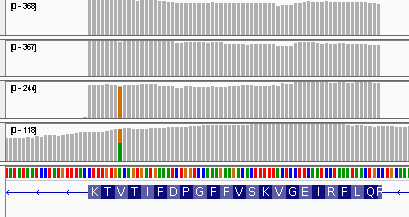 [0 - 368]
[0 - 367]
[0 - 244]
[0 - 118]
K T V T I F D P G F F V S K V G E I R F L Q F